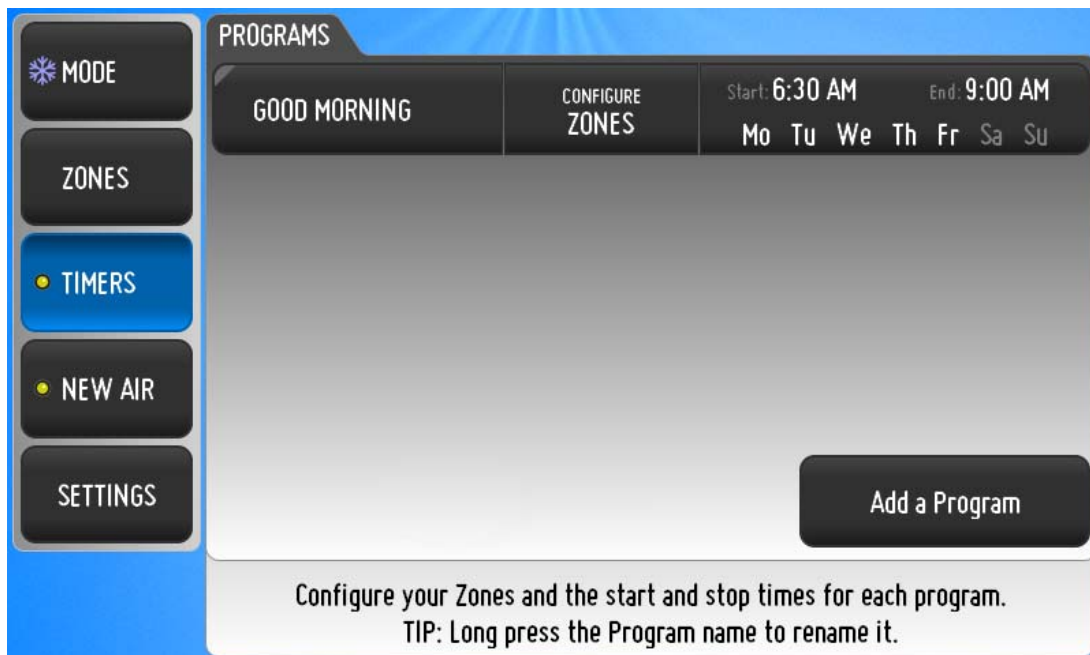 MODE
ZONES
TIMERS
NEW AIR
SETTINGS
PROGRAMS
GOOD MORNING
CONFIGURE
ZONES
Start: 6:30 AM End: 9:00 AM
Mo Tu We Th Fr Sa Su
Add a Program
Configure your Zones and the start and stop times for each program.
TIP: Long press the Program name to rename it.